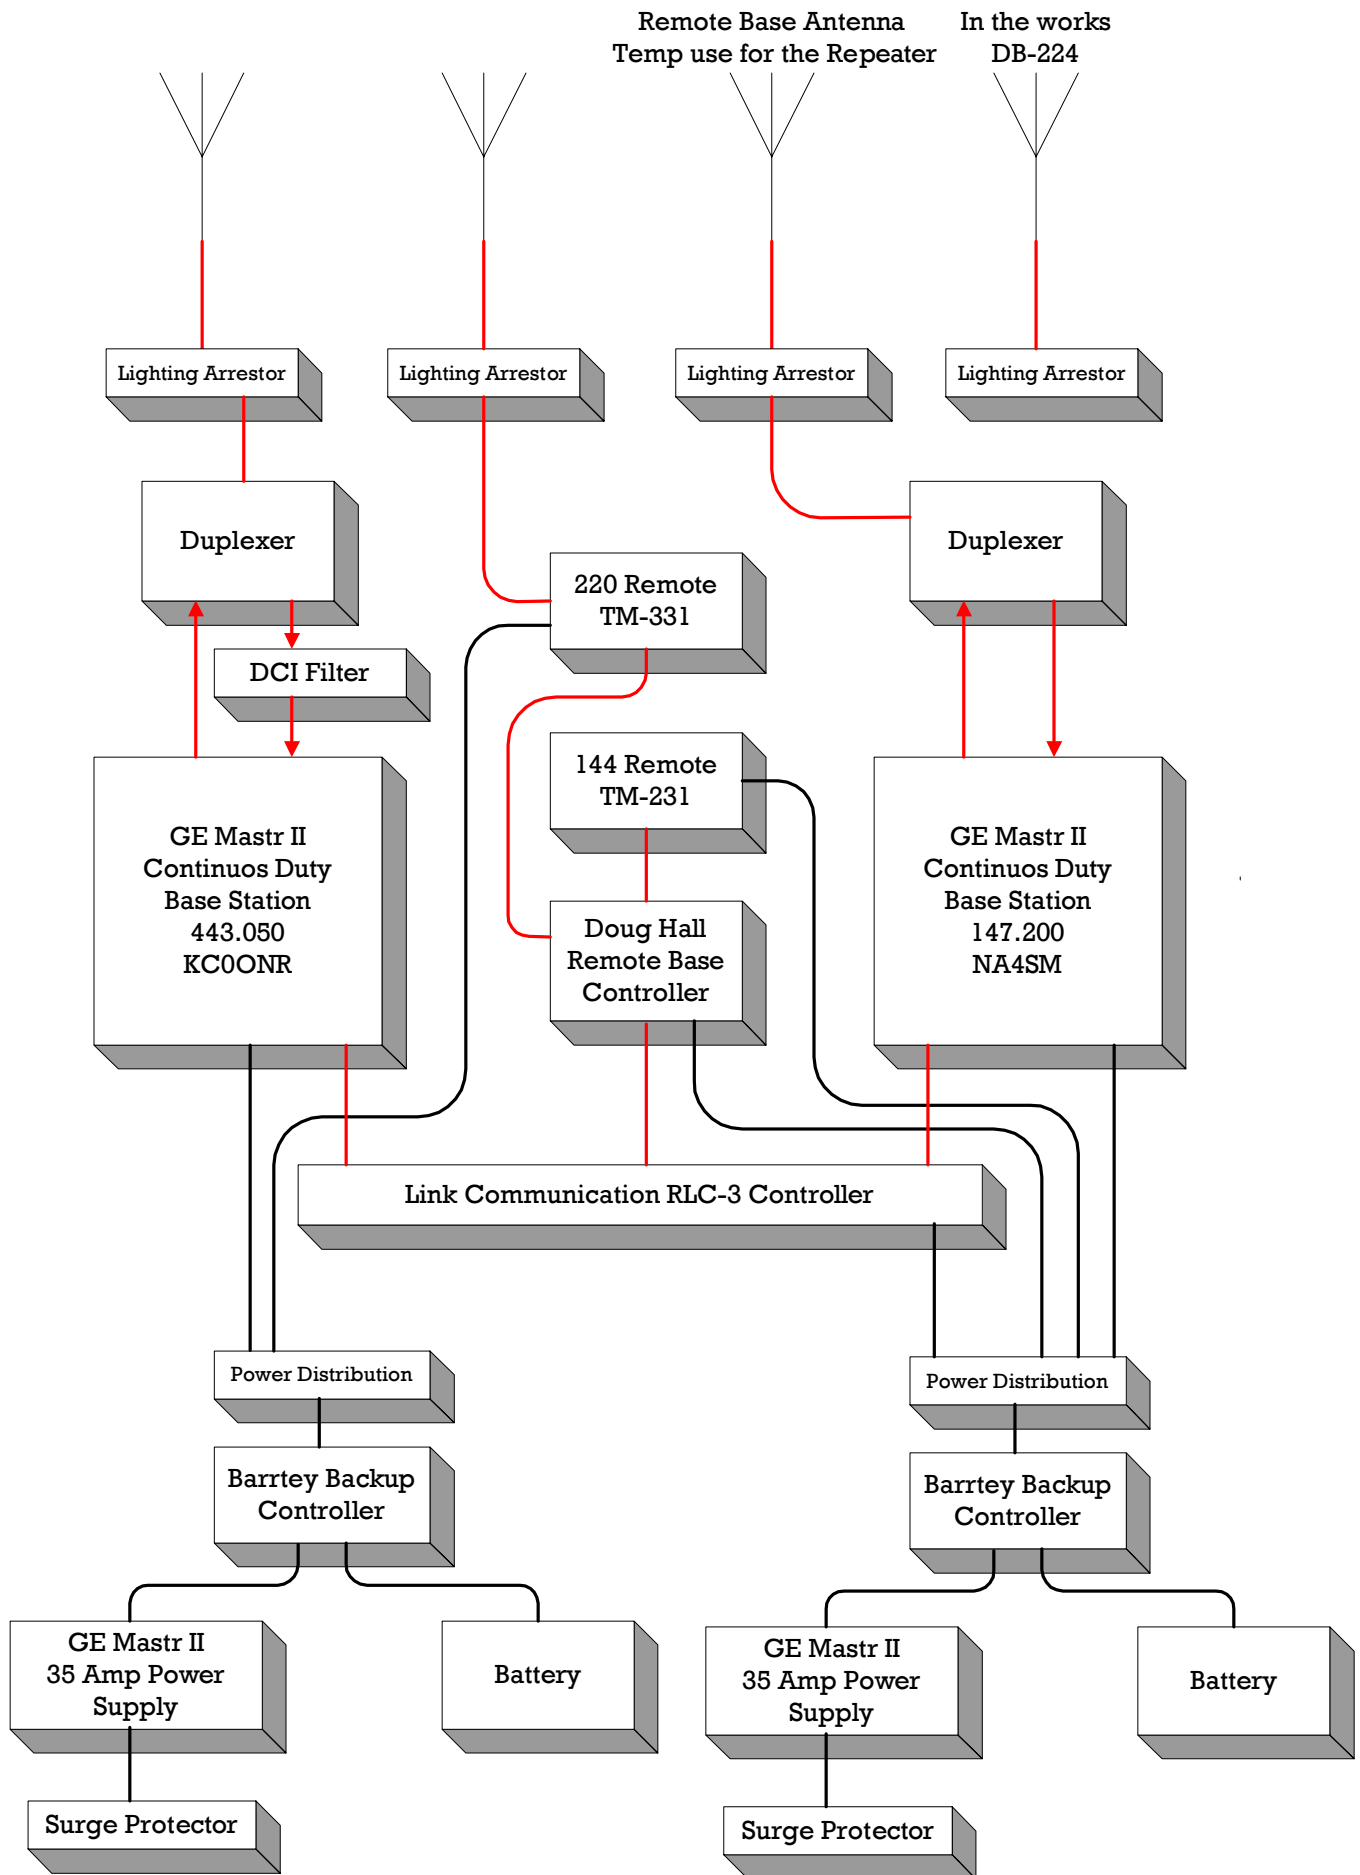 Remote Base Antenna
Temp use for the Repeater
In the works
DB-224
Lighting Arrestor
Lighting Arrestor
Lighting Arrestor
Lighting Arrestor
Duplexer
Duplexer
220 Remote
TM-331
DCI Filter
144 Remote
TM-231
GE Mastr II
Continuos Duty
Base Station
443.050
KC0ONR
Doug Hall
Remote Base
Controller
GE Mastr II
Continuos Duty
Base Station
147.200
NA4SM
Link Communication RLC-3 Controller
Power Distribution
Power Distribution
Barrtey Backup
Controller
Barrtey Backup
Controller
GE Mastr II
35 Amp Power
Supply
Battery
GE Mastr II
35 Amp Power
Supply
Battery
Surge Protector
Surge Protector